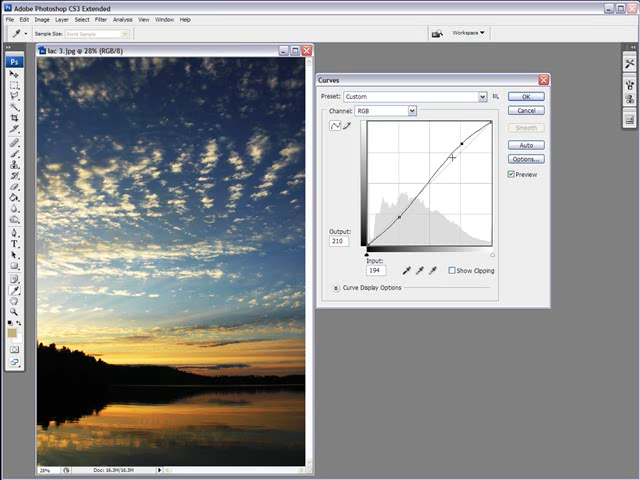 Adobe Photoshop CS3 Extended
File Edit Image Layer Select Filter Analysis View Window Help
Sample Size: Point Sample
Workspace
Ps
lac 3.jpg @ 28% (RGB/8)
Curves
Preset: Custom
OK
Channel: RGB
Cancel
Smooth
Auto
Options...
Preview
Output:
210
Input:
194
Show Clipping
Curve Display Options
28%
Doc: 16.3M/16.3M